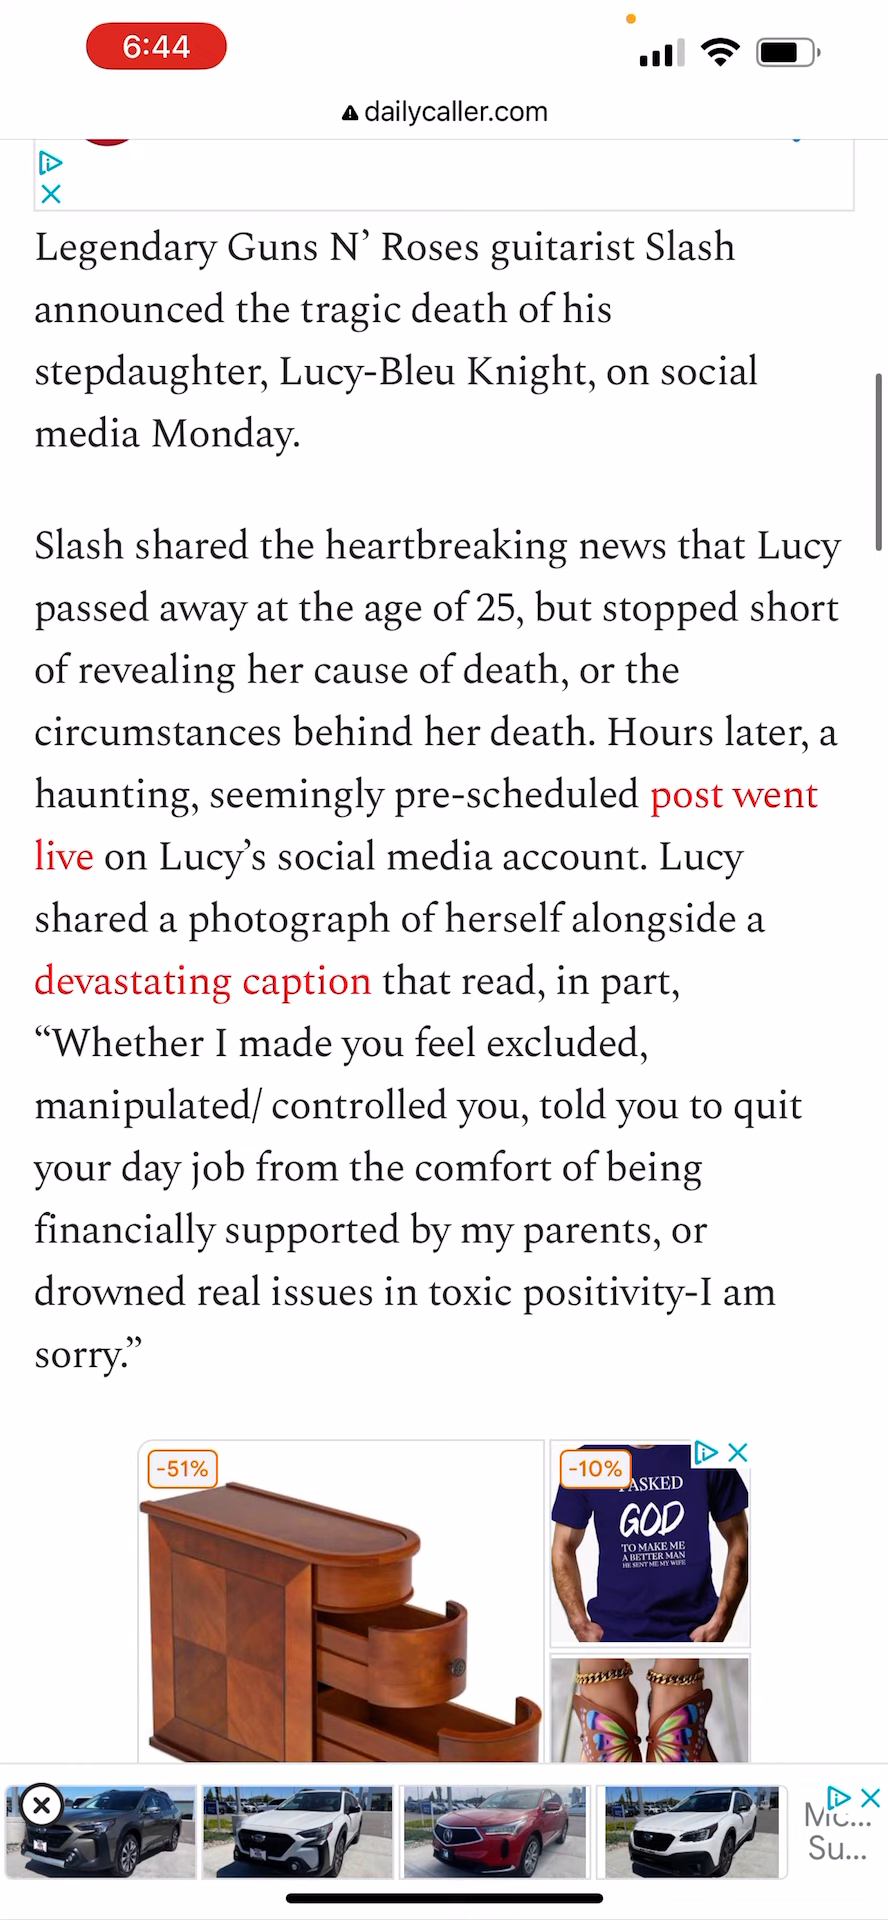 6:44
dailycaller.com
Legendary Guns N’ Roses guitarist Slash
announced the tragic death of his
stepdaughter, Lucy-Bleu Knight, on social
media Monday.
Slash shared the heartbreaking news that Lucy
passed away at the age of 25, but stopped short
of revealing her cause of death, or the
circumstances behind her death. Hours later, a
haunting, seemingly pre-scheduled post went
live on Lucy’s social media account. Lucy
shared a photograph of herself alongside a
devastating caption that read, in part,
“Whether I made you feel excluded,
manipulated/ controlled you, told you to quit
your day job from the comfort of being
financially supported by my parents, or
drowned real issues in toxic positivity-I am
sorry.”
-51%
-10%
ASKED
GOD
TO MAKE ME
A BETTER MAN
HE SENT ME MY WIFE
Su...